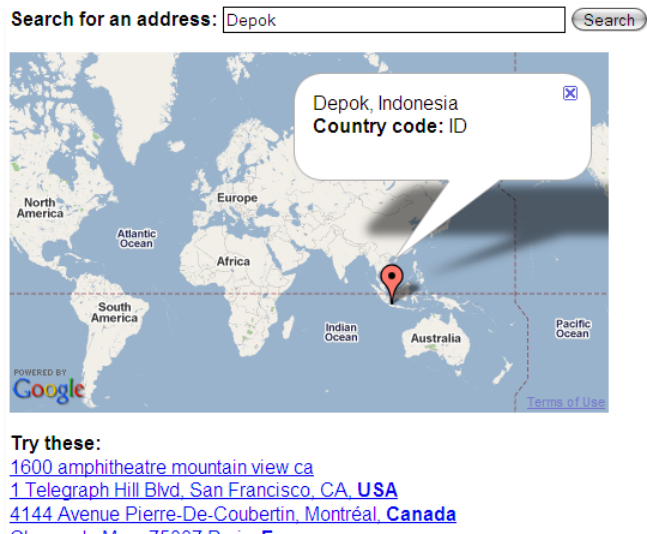 Search for an address: Depok Search
Depok, Indonesia
Country code: ID
North
America
Europe
Atlantic
Ocean
Africa
South
America
Indian
Ocean
Australia
Pacific
Ocean
POWERED BY
Google
Terms of Use
Try these:
1600 amphitheatre mountain view ca
1 Telegraph Hill Blvd, San Francisco, CA, USA
4144 Avenue Pierre-De-Coubertin, Montréal, Canada